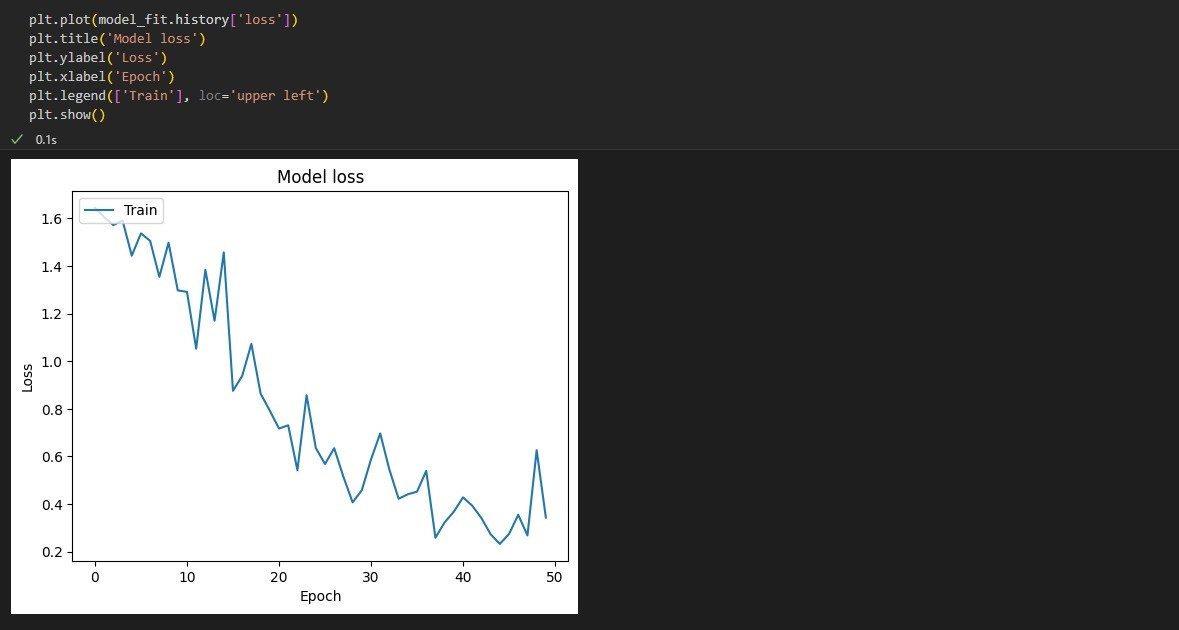 plt.plot(model_fit.history['loss'])
plt.title('Model loss')
plt.ylabel('Loss')
plt.xlabel('Epoch')
plt.legend(['Train'], loc='upper left')
plt.show()
✓ 0.1s
Model loss
Train
1.6
1.4
1.2
1.0
0.8
0.6
0.4
0.2
Loss
0 10 20 30 40 50
Epoch